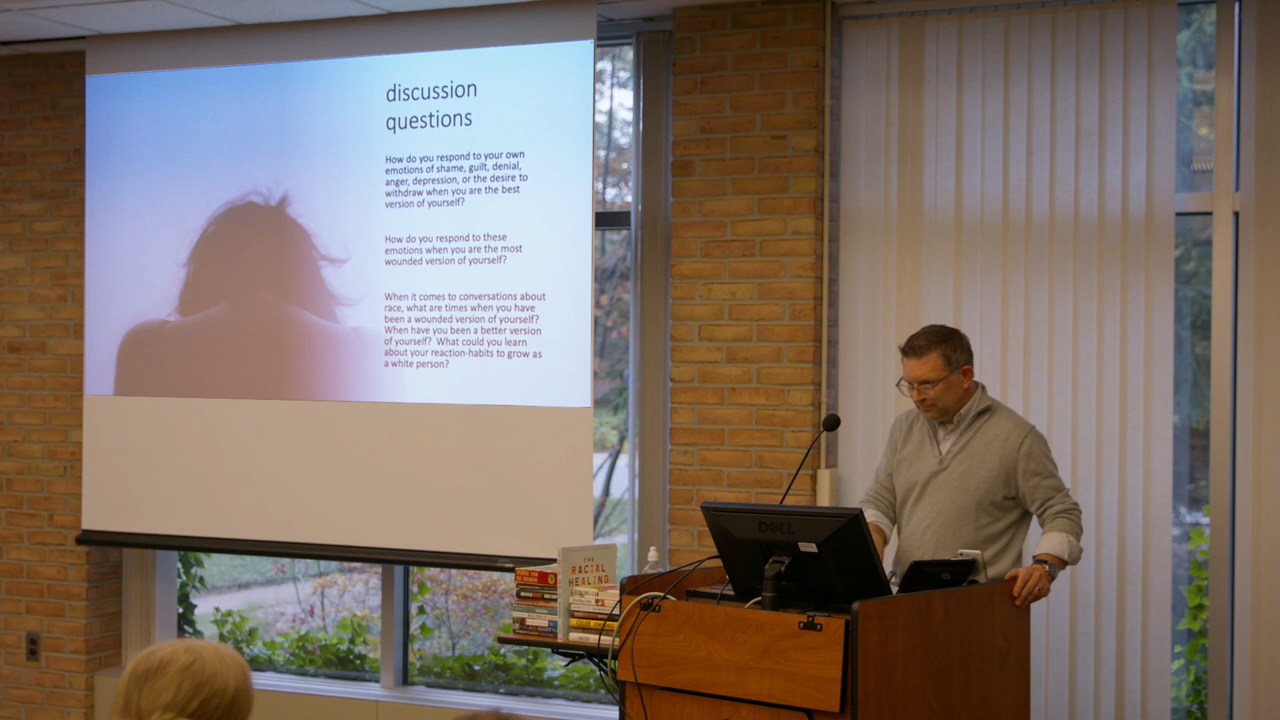 discussion
questions
How do you respond to your own
emotions of shame, guilt, denial,
anger, depression, or the desire to
withdraw when you are the best
version of yourself?
How do you respond to these
emotions when you are the most
wounded version of yourself?
When it comes to conversations about
race, what are times when you have
been a wounded version of yourself?
When have you been a better version
of yourself? What could you learn
about your reaction-habits to grow as
a white person?
DELL
THE
RACIAL
HEALING